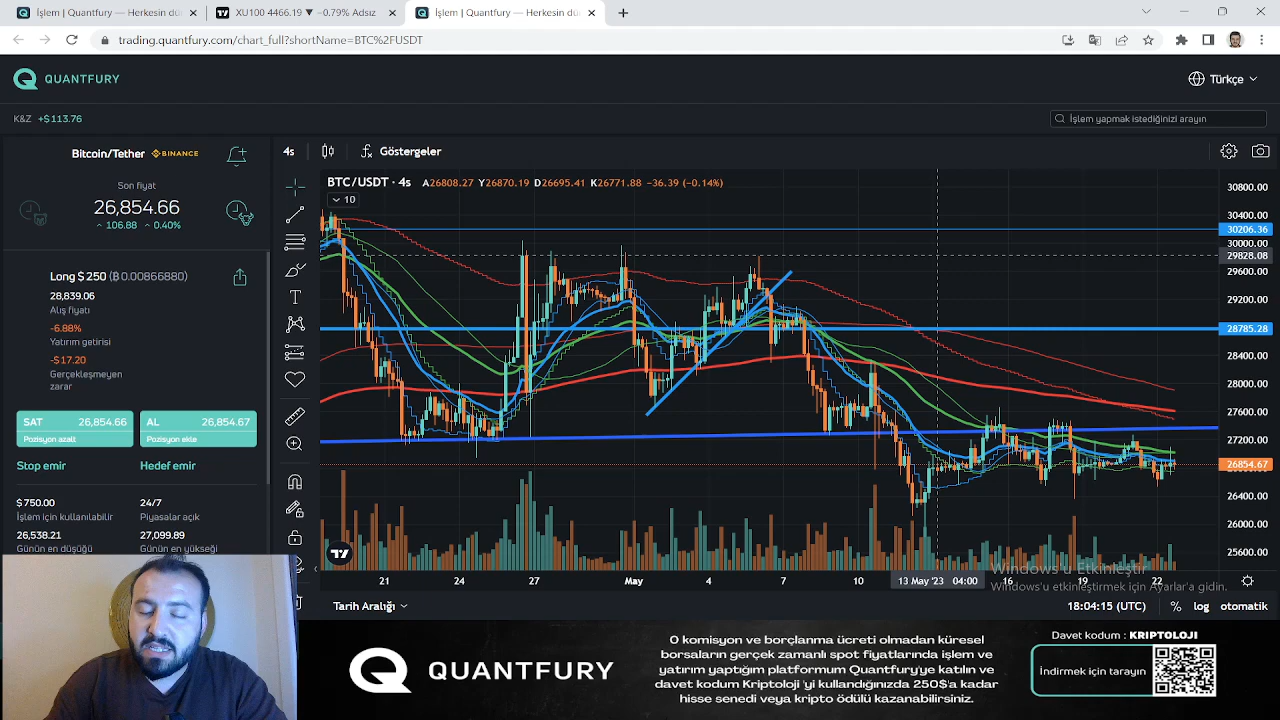 İşlem | Quantfury — Herkesin dü
XU100 4466.19 ▼ −0.79% Adsız
İşlem | Quantfury — Herkesin dü
trading.quantfury.com/chart_full?shortName=BTC%2FUSDT
QUANTFURY
Türkçe
K&Z +$113.76
İşlem yapmak istediğinizi arayın
Bitcoin/Tether BINANCE
Son fiyat
26,854.66
106.88 0.40%
Long $ 250 (₿ 0.00866880)
28,839.06
Alış fiyatı
-6.88%
Yatırım getirisi
-$17.20
Gerçekleşmeyen
zarar
SAT 26,854.66
Pozisyon azalt
AL 26,854.67
Pozisyon ekle
Stop emir Hedef emir
$ 750.00 24/7
İşlem için kullanılabilir Piyasalar açık
26,538.21 27,099.89
Günün en düşüğü Günün en yükseği
4s Göstergeler
BTC/USDT · 4s A26808.27 Y26870.19 D26695.41 K26771.88 −36.39 (−0.14%)
10
30800.00
30400.00
30206.36
30000.00
29828.08
29600.00
29200.00
28785.28
28400.00
28000.00
27600.00
27200.00
26854.67
26400.00
26000.00
25600.00
21 24 27 May 4 7 10 13 May '23 04:00 16 19 22
Windows'u Etkinleştir
Windows'u etkinleştirmek için Ayarlar'a gidin.
Tarih Aralığı 18:04:15 (UTC) % log otomatik
QUANTFURY
0 komisyon ve borçlanma ücreti olmadan küresel
borsaların gerçek zamanlı spot fiyatlarında işlem ve
yatırım yaptığım platformum Quantfury'ye katılın ve
davet kodum Kriptoloji 'yi kullandığınızda 250$'a kadar
hisse senedi veya kripto ödülü kazanabilirsiniz.
Davet kodum : KRIPTOLOJI
İndirmek için tarayın